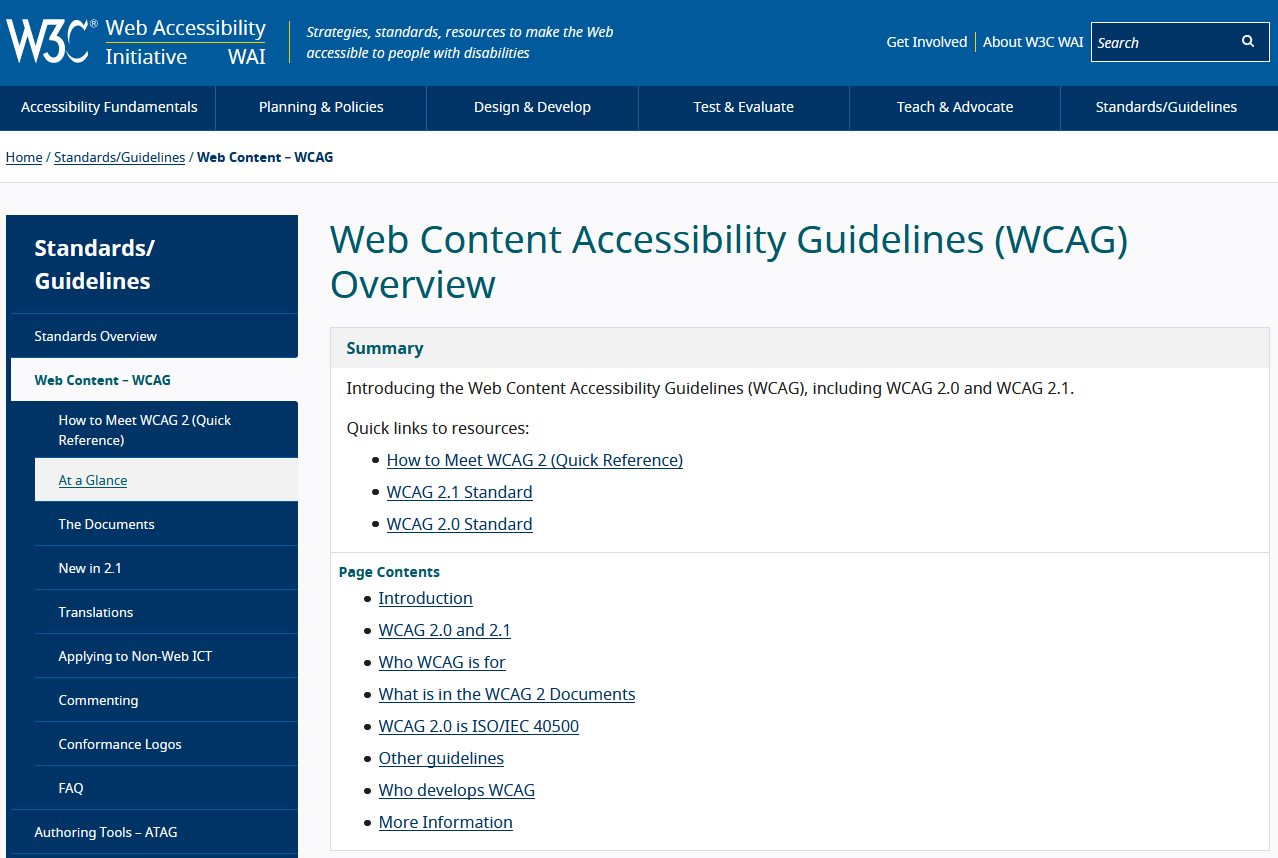 W3C® Web Accessibility
Initiative WAI
Strategies, standards, resources to make the Web
accessible to people with disabilities
Get Involved
About W3C WAI
Search
Accessibility Fundamentals
Planning & Policies
Design & Develop
Test & Evaluate
Teach & Advocate
Standards/Guidelines
Home / Standards/Guidelines / Web Content – WCAG
Standards/
Guidelines
Standards Overview
Web Content – WCAG
How to Meet WCAG 2 (Quick
Reference)
At a Glance
The Documents
New in 2.1
Translations
Applying to Non-Web ICT
Commenting
Conformance Logos
FAQ
Authoring Tools – ATAG
Web Content Accessibility Guidelines (WCAG)
Overview
Summary
Introducing the Web Content Accessibility Guidelines (WCAG), including WCAG 2.0 and WCAG 2.1.
Quick links to resources:
How to Meet WCAG 2 (Quick Reference)
WCAG 2.1 Standard
WCAG 2.0 Standard
Page Contents
Introduction
WCAG 2.0 and 2.1
Who WCAG is for
What is in the WCAG 2 Documents
WCAG 2.0 is ISO/IEC 40500
Other guidelines
Who develops WCAG
More Information